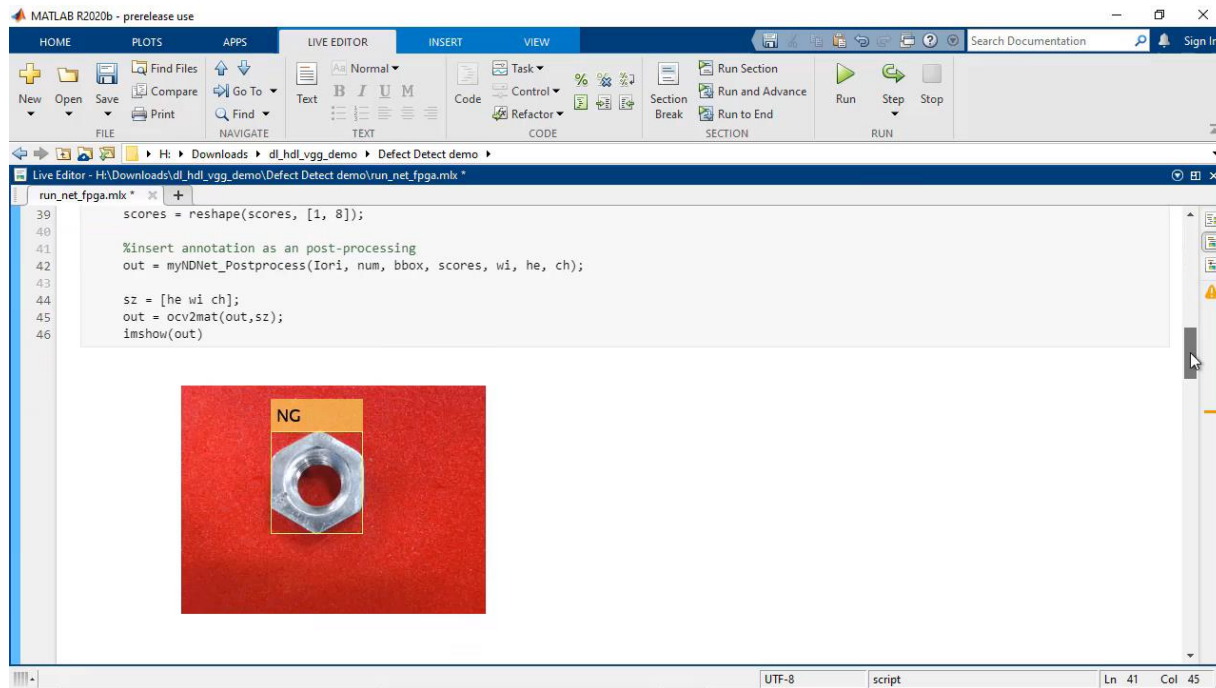 MATLAB R2020b - prerelease use
HOME PLOTS APPS LIVE EDITOR INSERT VIEW
Search Documentation
Sign In
New Open Save
Find Files
Compare
Print
FILE
Go To
Find
NAVIGATE
Text
Aa Normal
B I U M
TEXT
Code
Task
Control
Refactor
CODE
Section Break
Run Section
Run and Advance
Run to End
SECTION
Run Step Stop
RUN
H: Downloads dl_hdl_vgg_demo Defect Detect demo
Live Editor - H:\Downloads\dl_hdl_vgg_demo\Defect Detect demo\run_net_fpga.mlx *
run_net_fpga.mlx *
39 scores = reshape(scores, [1, 8]);
40
41 %insert annotation as an post-processing
42 out = myNDNet_Postprocess(Iori, num, bbox, scores, wi, he, ch);
43
44 sz = [he wi ch];
45 out = ocv2mat(out,sz);
46 imshow(out)
NG
UTF-8 script Ln 41 Col 45